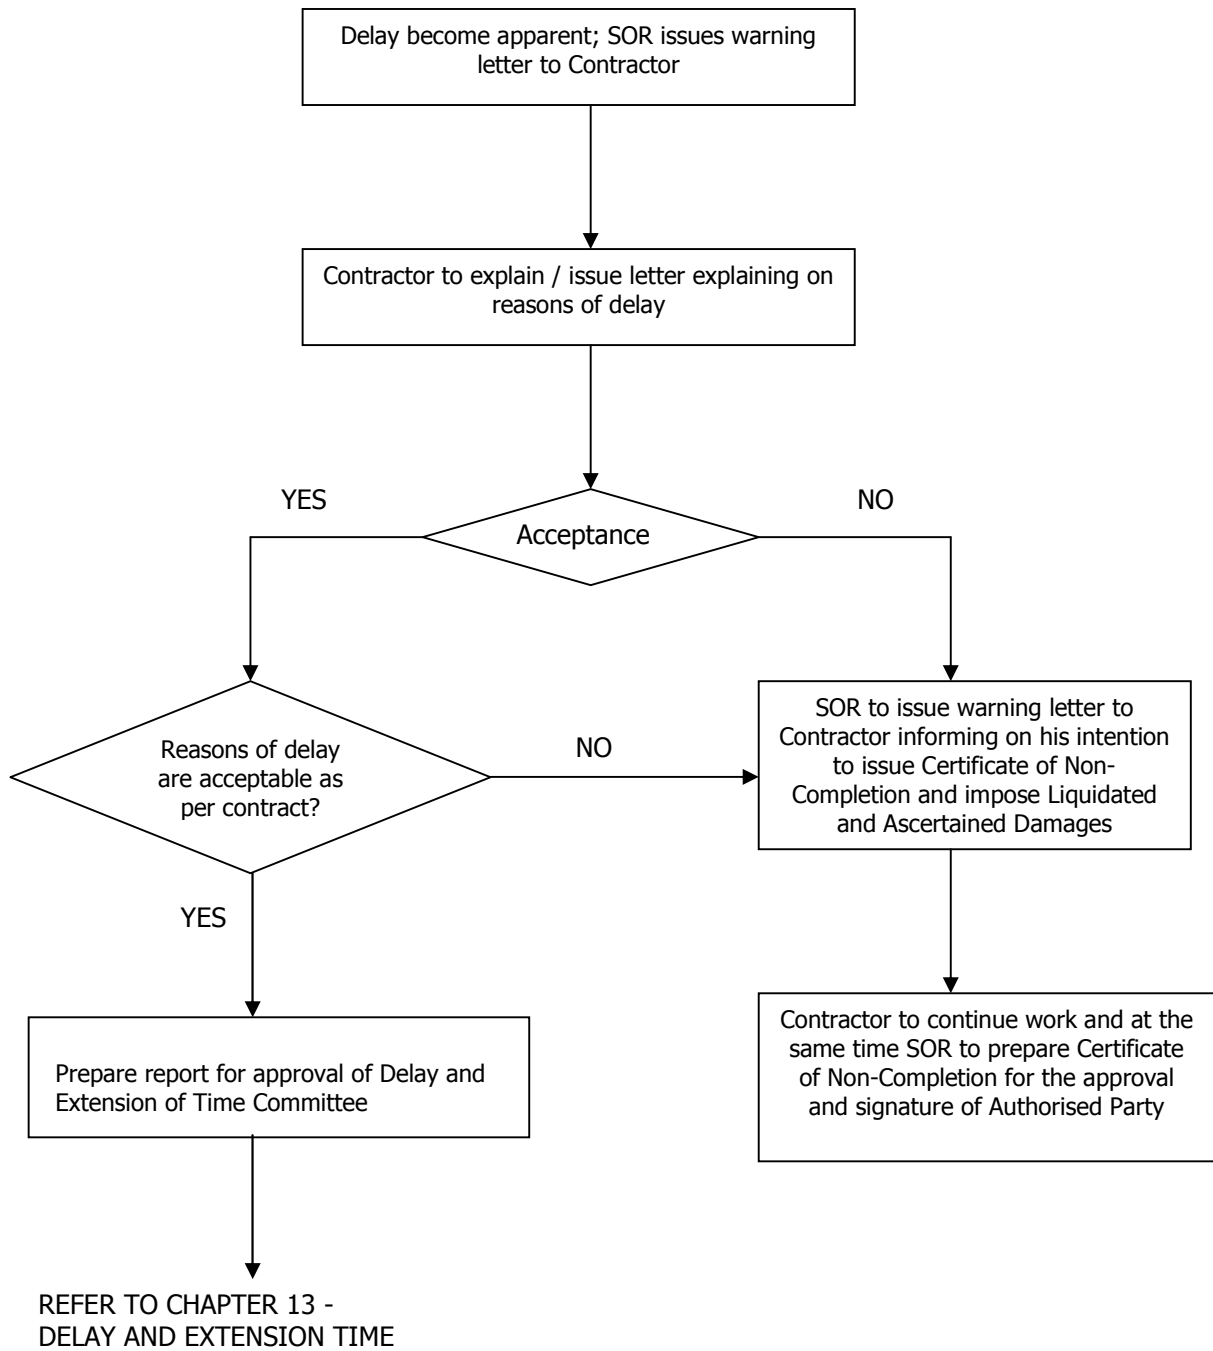 Delay become apparent; SOR issues warning
letter to Contractor
Contractor to explain / issue letter explaining on
reasons of delay
YES
NO
Acceptance
Reasons of delay
are acceptable as
per contract?
NO
SOR to issue warning letter to
Contractor informing on his intention
to issue Certificate of Non-
Completion and impose Liquidated
and Ascertained Damages
YES
Prepare report for approval of Delay and
Extension of Time Committee
Contractor to continue work and at the
same time SOR to prepare Certificate
of Non-Completion for the approval
and signature of Authorised Party
REFER TO CHAPTER 13 -
DELAY AND EXTENSION TIME